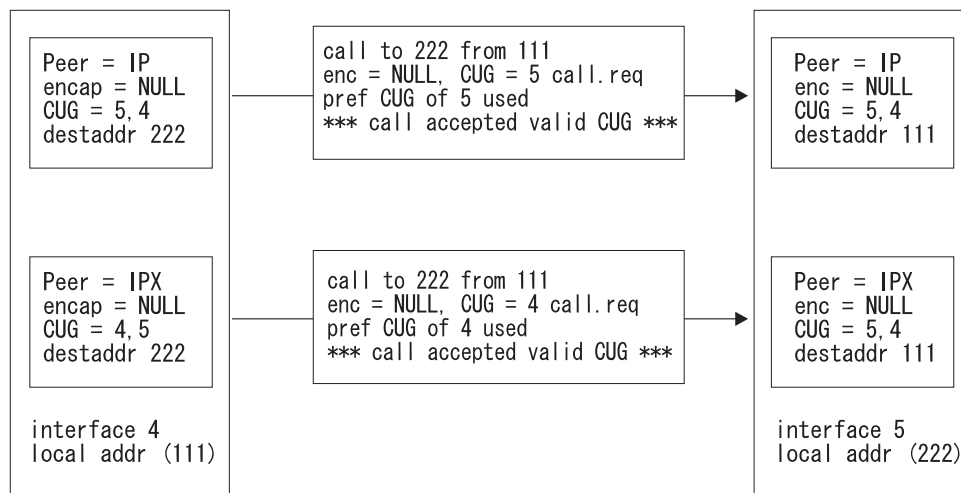 Peer = IP
encap = NULL
CUG = 5,4
destaddr 222
call to 222 from 111
enc = NULL, CUG = 5 call.req
pref CUG of 5 used
*** call accepted valid CUG ***
Peer = IP
enc = NULL
CUG = 5,4
destaddr 111
Peer = IPX
encap = NULL
CUG = 4,5
destaddr 222
call to 222 from 111
enc = NULL, CUG = 4 call.req
pref CUG of 4 used
*** call accepted valid CUG ***
Peer = IPX
enc = NULL
CUG = 5,4
destaddr 111
interface 4
local addr (111)
interface 5
local addr (222)